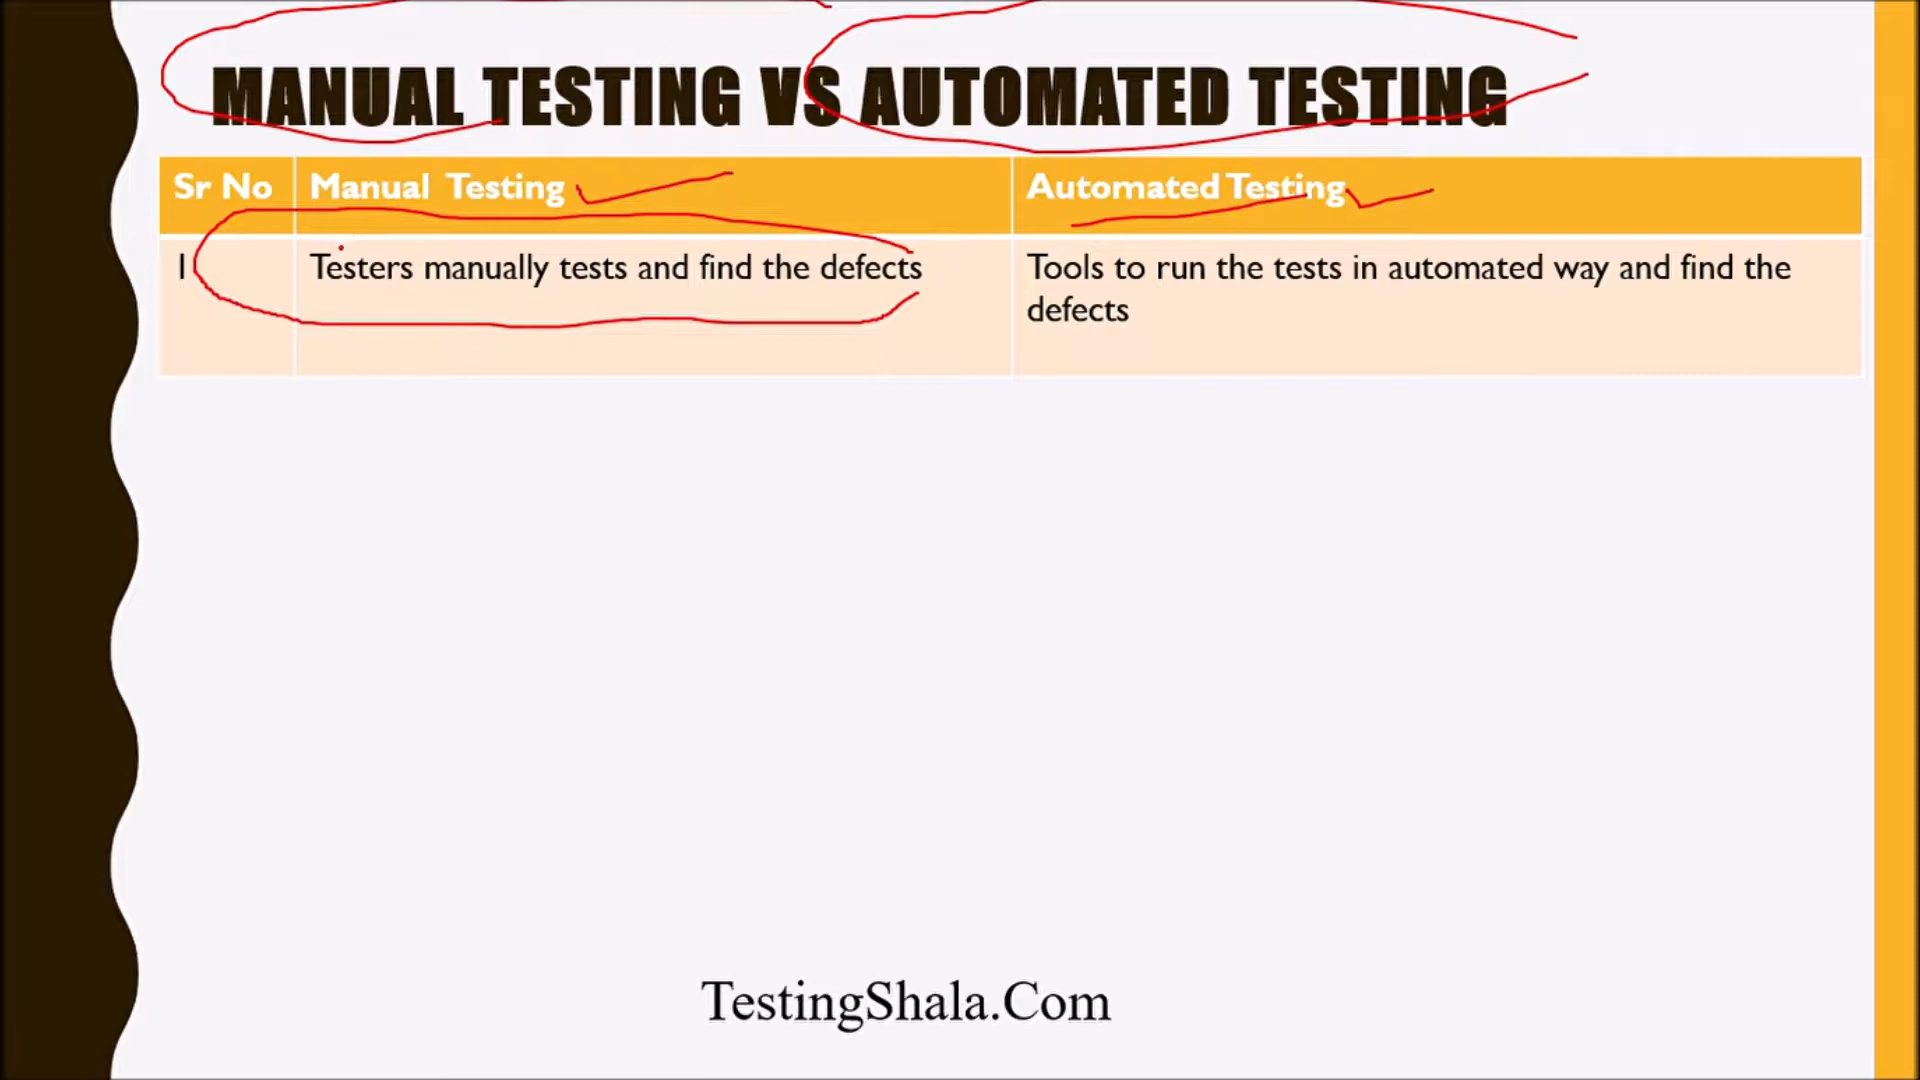 MANUAL TESTING VS AUTOMATED TESTING
Sr No Manual Testing Automated Testing
1 Testers manually tests and find the defects Tools to run the tests in automated way and find the
defects
TestingShala.Com